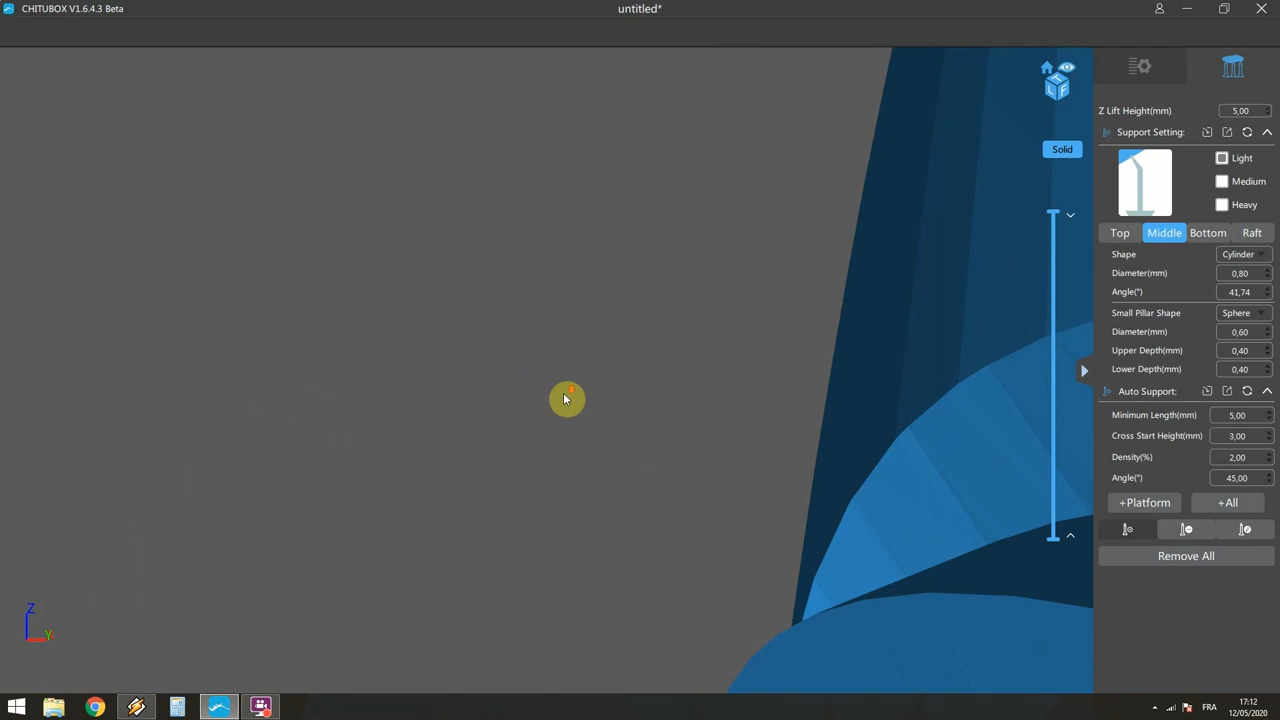 CHITUBOX V1.6.4.3 Beta
untitled*
T
L F
Solid
Z
Y
Z Lift Height(mm) 5,00
Support Setting:
Light
Medium
Heavy
Top Middle Bottom Raft
Shape Cylinder
Diameter(mm) 0,80
Angle(°) 41,74
Small Pillar Shape Sphere
Diameter(mm) 0,60
Upper Depth(mm) 0,40
Lower Depth(mm) 0,40
Auto Support:
Minimum Length(mm) 5,00
Cross Start Height(mm) 3,00
Density(%) 2,00
Angle(°) 45,00
+Platform +All
Remove All
FRA
17:12
12/05/2020